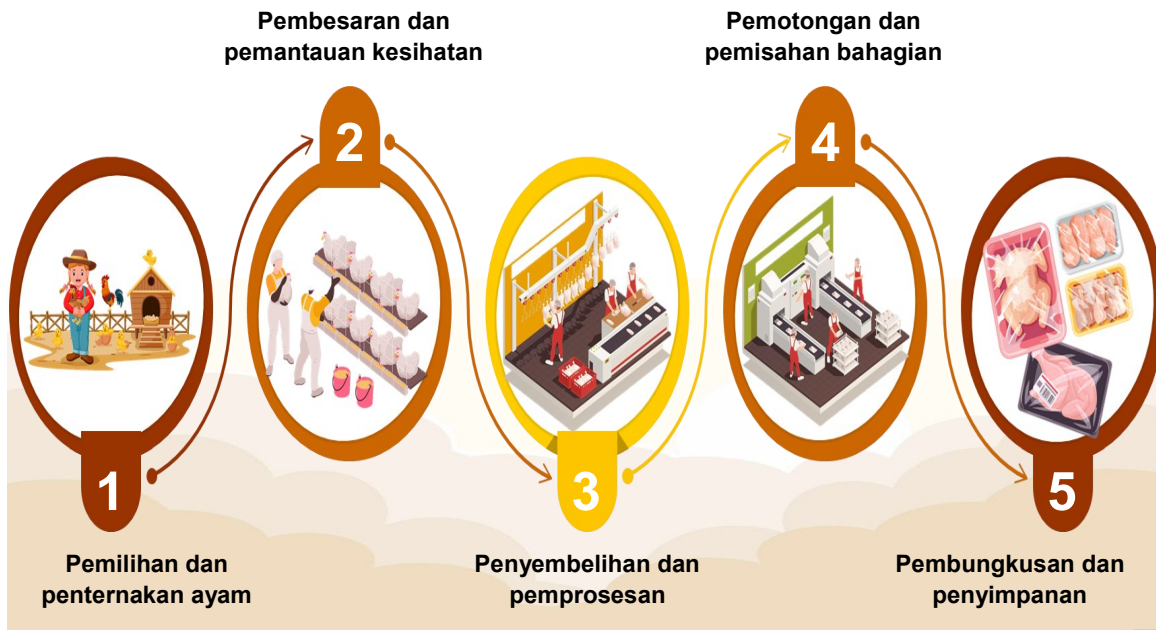 1
Pemilihan dan
penternakan ayam
Pembesaran dan
pemantauan kesihatan
2
3
Penyembelihan dan
pemprosesan
Pemotongan dan
pemisahan bahagian
4
5
Pembungkusan dan
penyimpanan